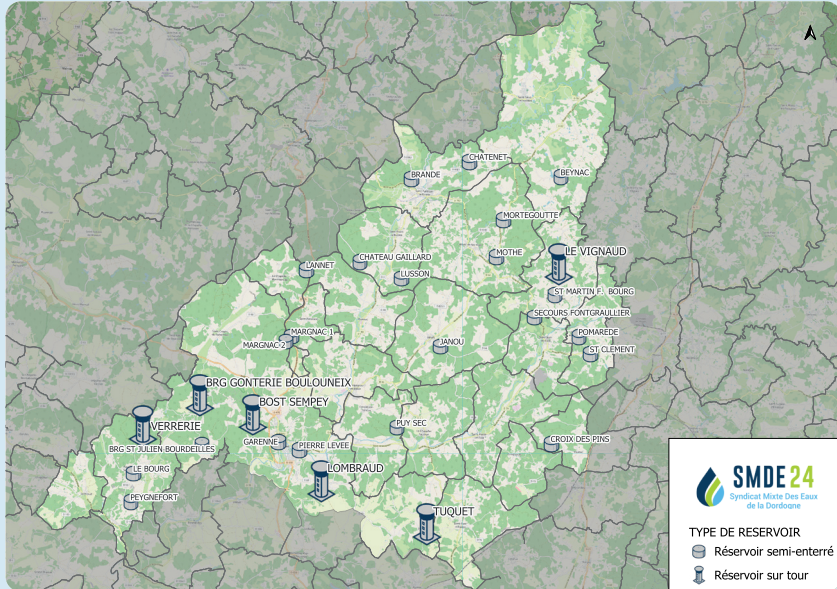 CHATENET
BRANDE
BEYNAC
MORTEGOUTTE
LE VIGNAUD
MOTHE
CHATEAU GAILLARD
LANNET
LUSSON
ST MARTIN F. BOURG
SECOURS FONTGRAULLIER
MARGNAC 1
POMAREDE
MARGNAC 2
JANOU
ST CLEMENT
BRG GONTERIE BOULOUNEIX
BOST SEMPEY
VERRERIE
PUY SEC
GARENNE
PIERRE LEVEE
CROIX DES PINS
BRG ST JULIEN BOURDEILLES
LE BOURG
LOMBRAUD
PEYGNEFORT
TUQUET
SMDE 24
Syndicat Mixte Des Eaux
de la Dordogne
TYPE DE RESERVOIR
Réservoir semi-enterré
Réservoir sur tour